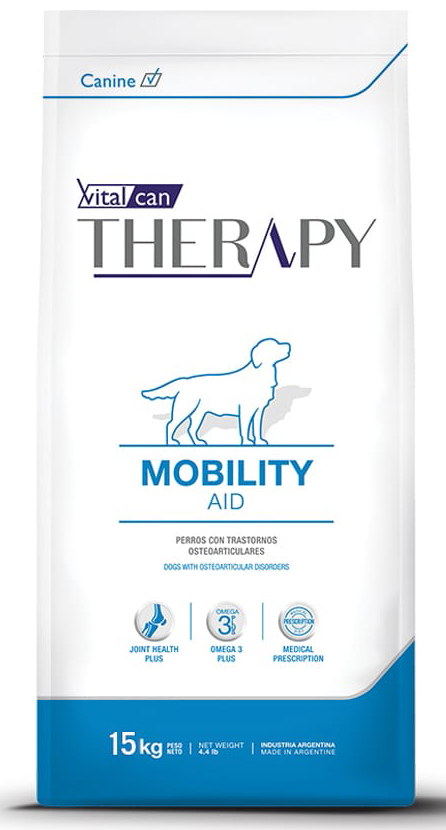 Canine
Vital can
THERAPY
MOBILITY
AID
PERROS CON TRASTORNOS
OSTEOARTICULARES
DOGS WITH OSTEOARTICULAR DISORDERS
OMEGA
3
PRESCRIPTION
JOINT HEALTH
PLUS
OMEGA 3
PLUS
MEDICAL
PRESCRIPTION
15kg PESO NETO | NET WEIGHT 4.4 lb | INDUSTRIA ARGENTINA MADE IN ARGENTINE